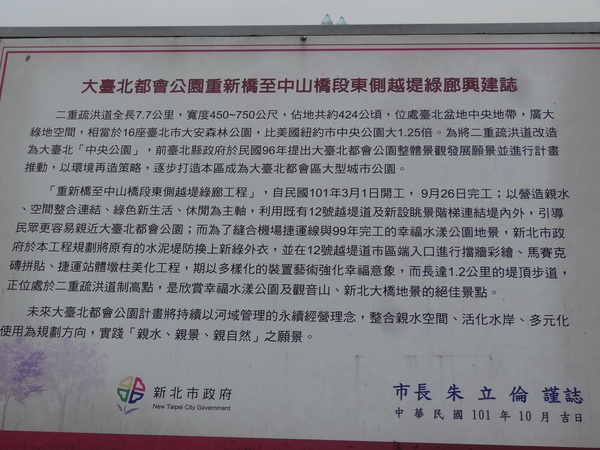 大臺北都會公園重新橋至中山橋段東側越堤綠廊興建誌
二重疏洪道全長7.7公里，寬度450~750公尺，佔地共約424公頃，位處臺北盆地中央地帶，廣大
綠地空間，相當於16座臺北市大安森林公園，比美國紐約市中央公園大1.25倍。為將二重疏洪道改造
為大臺北「中央公園」，前臺北縣政府於民國96年提出大臺北都會公園整體景觀發展願景並進行計畫
推動，以環境再造策略，逐步打造本區成為大臺北都會區大型城市公園。
「重新橋至中山橋段東側越堤綠廊工程」，自民國101年3月1日開工， 9月26日完工；以營造親水
、空間整合連結、綠色新生活、休閒為主軸，利用既有12號越堤道及新設眺景階梯連結堤內外，引導
民眾更容易親近大臺北都會公園；而為了縫合機場捷運線與99年完工的幸福水漾公園地景，新北市政
府於本工程規劃將原有的水泥堤防換上新綠外衣，並在12號越堤道市區端入口進行擋牆彩繪、馬賽克
磚拼貼、捷運站體墩柱美化工程，期以多樣化的裝置藝術強化幸福意象，而長達1.2公里的堤頂步道，
正位處於二重疏洪道制高點，是欣賞幸福水漾公園及觀音山、新北大橋地景的絕佳景點。
未來大臺北都會公園計畫將持續以河域管理的永續經營理念，整合親水空間、活化水岸、多元化
使用為規劃方向，實踐「親水、親景、親自然」之願景。
新北市政府
New Taipei City Government
市長 朱立倫 謹誌
中華民國101年10月吉日